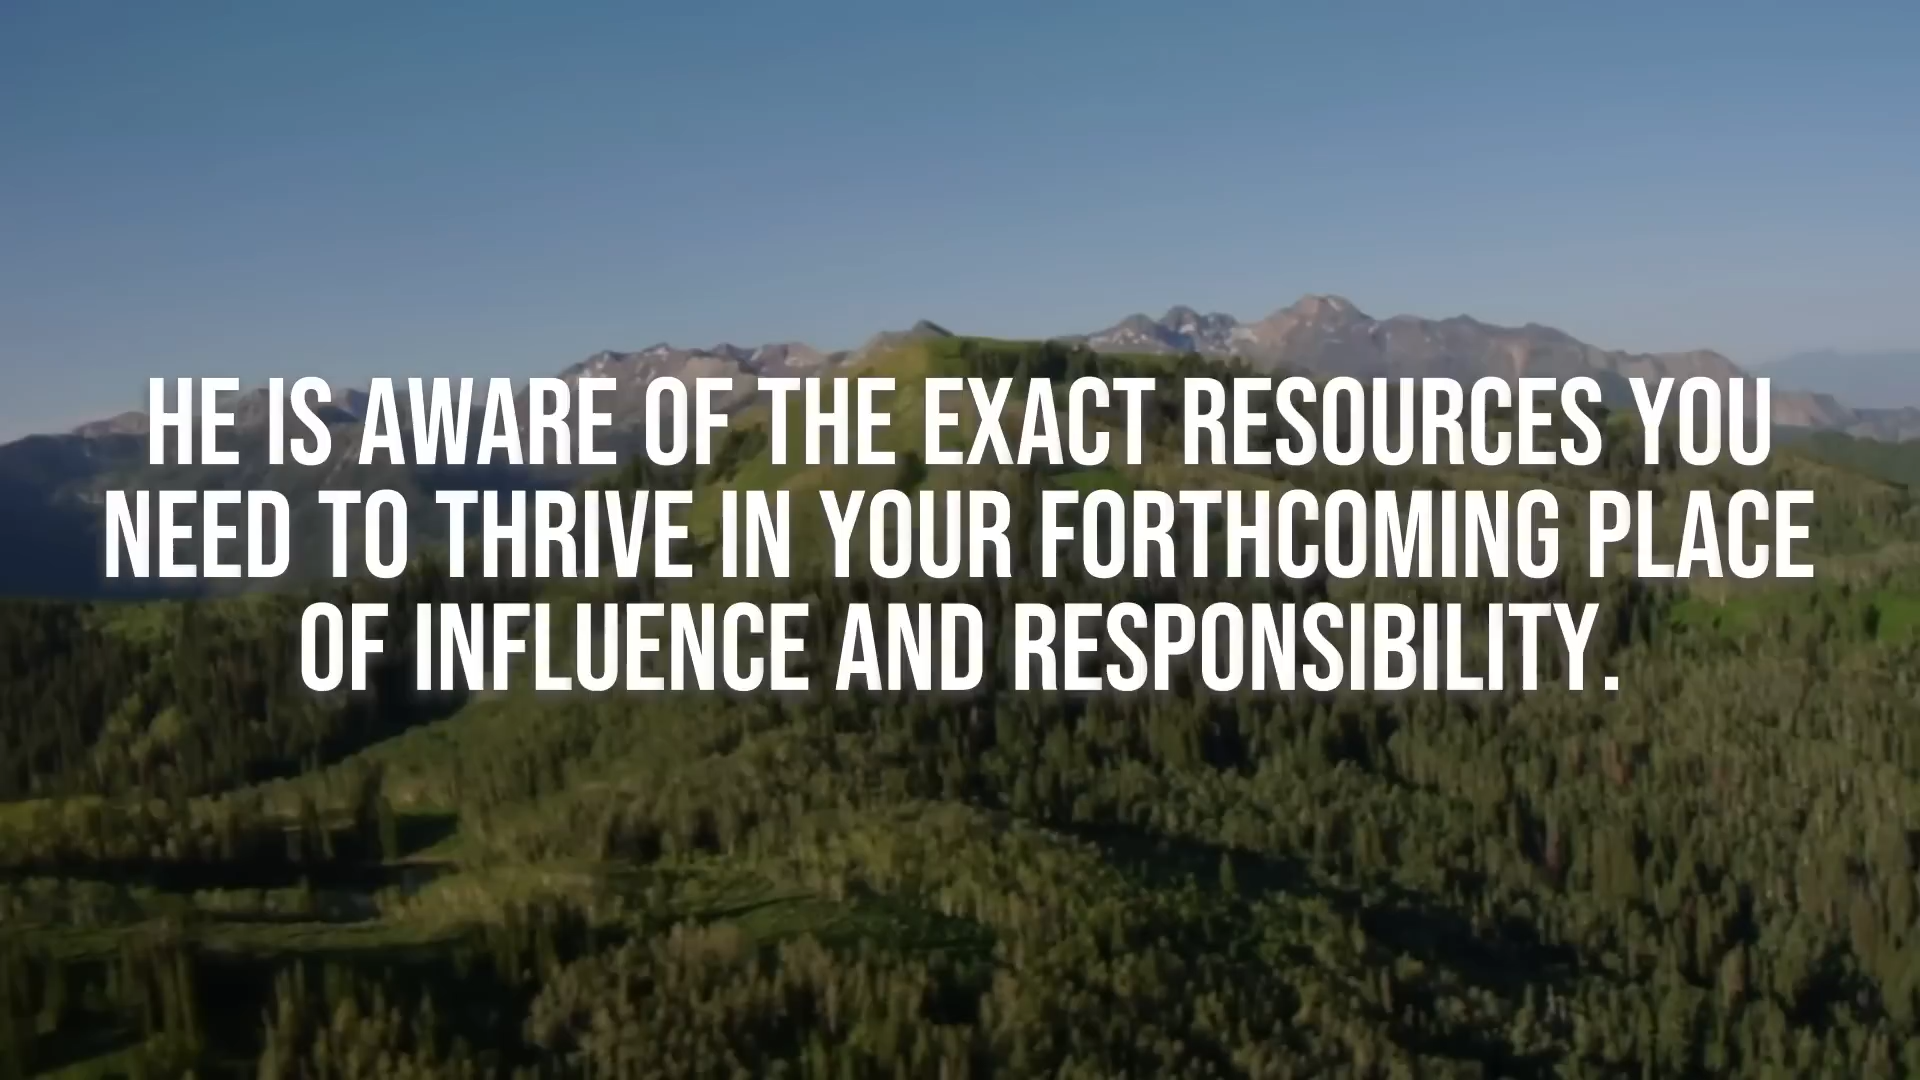 HE IS AWARE OF THE EXACT RESOURCES YOU
NEED TO THRIVE IN YOUR FORTHCOMING PLACE
OF INFLUENCE AND RESPONSIBILITY.